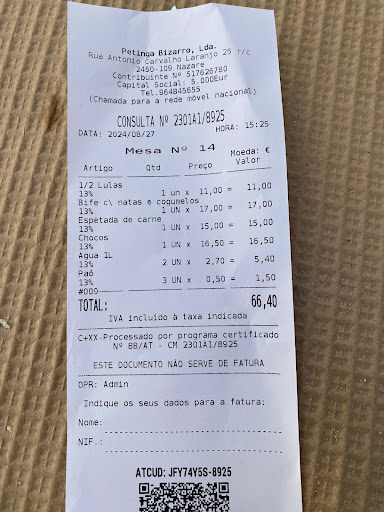 Petinga Bizarro, Lda.
Rua Antonio Carvalho Laranjo 25 r/c
2450-109 Nazare
Contribuinte Nº 517626780
Capital Social: 5.000Eur
Tel.964845655
(Chamada para a rede móvel nacional)
CONSULTA Nº 2301A1/8925
DATA: 2024/08/27 HORA: 15:25
Mesa Nº 14 Moeda: €
Artigo Qtd Preço Valor
1/2 Lulas
13% 1 un x 11,00 = 11,00
Bife c\ natas e cogumelos
13% 1 UN x 17,00 = 17,00
Espetada de carne
13% 1 UN x 15,00 = 15,00
Chocos
13% 1 UN x 16,50 = 16,50
Agua 1L
13% 2 UN x 2,70 = 5,40
Paô
13% 3 UN x 0,50 = 1,50
#009
TOTAL: 66,40
IVA incluído à taxa indicada
C+XX-Processado por programa certificado
Nº 88/AT - CM 2301A1/8925
ESTE DOCUMENTO NÃO SERVE DE FATURA
OPR: Admin
Indique os seus dados para a fatura:
Nome:
NIF.:
ATCUD: JFY74Y5S-8925